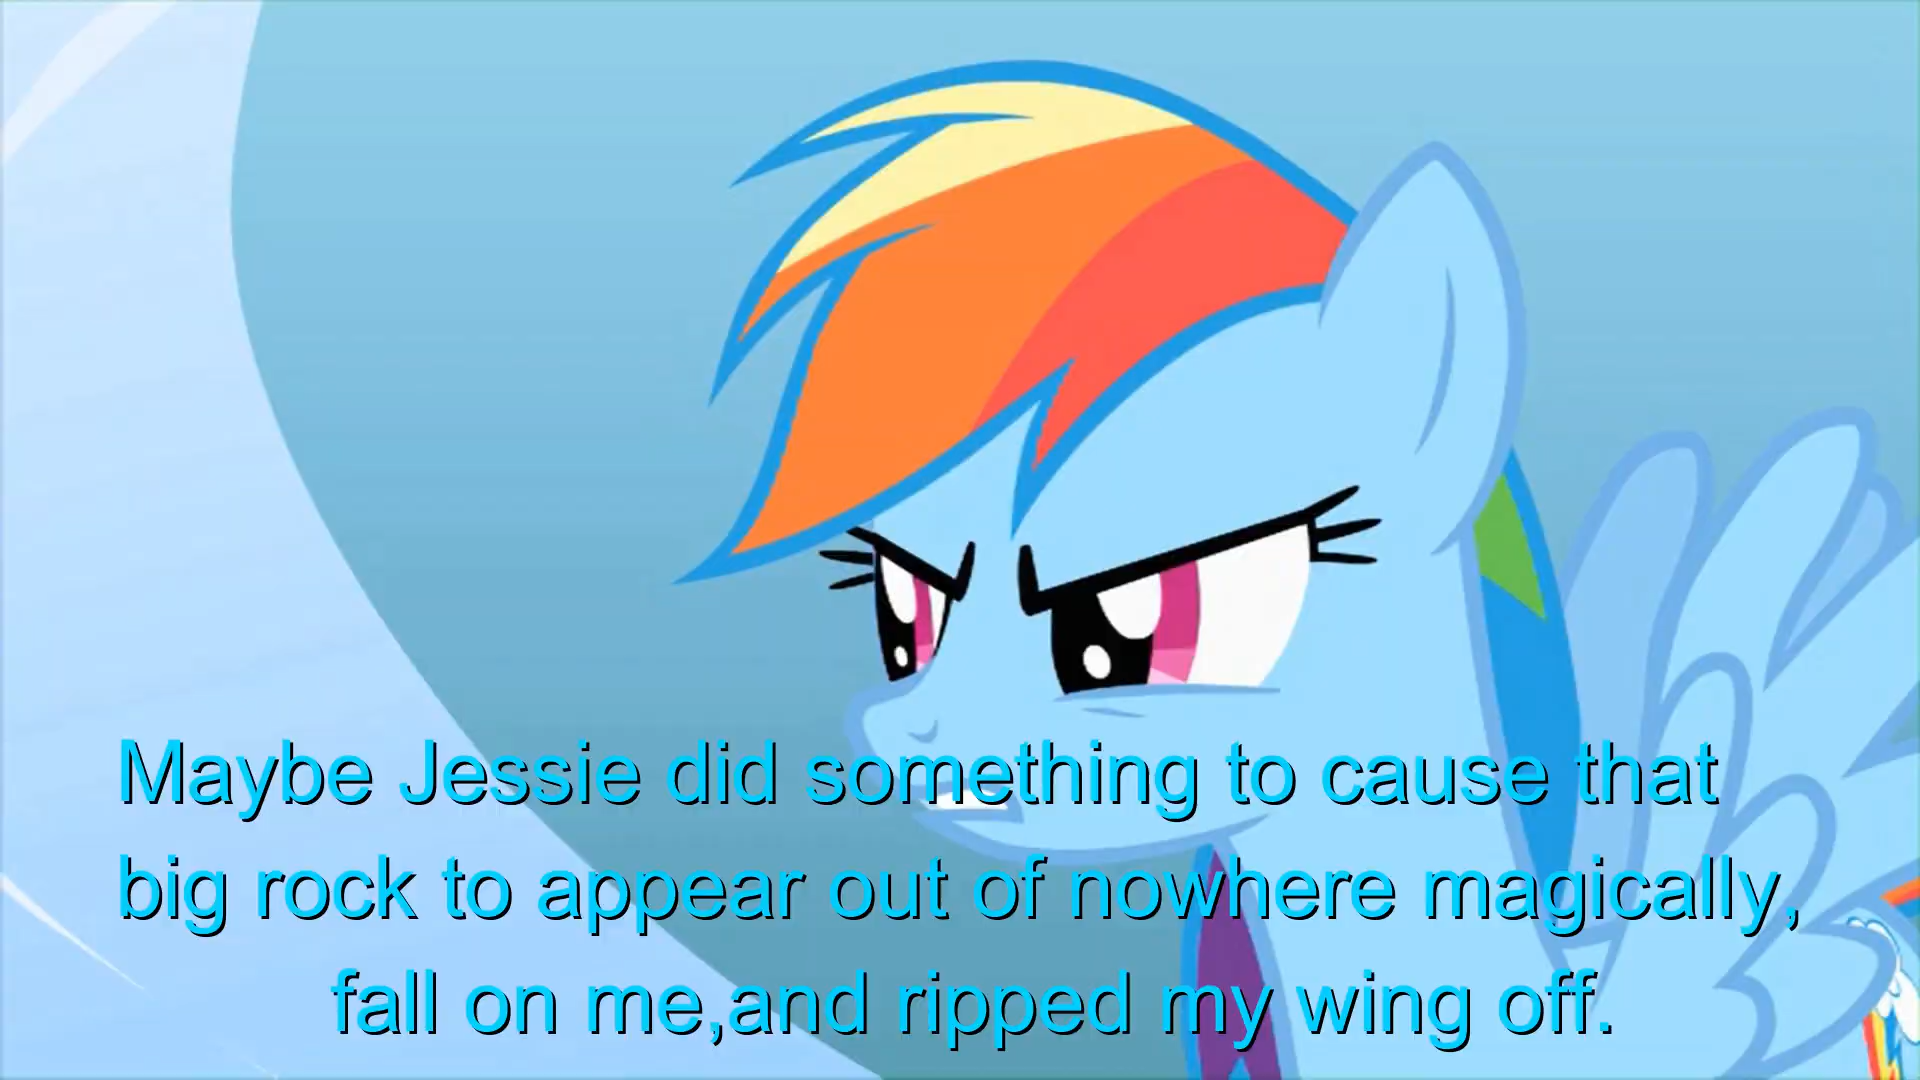 Maybe Jessie did something to cause that
big rock to appear out of nowhere magically,
fall on me,and ripped my wing off.